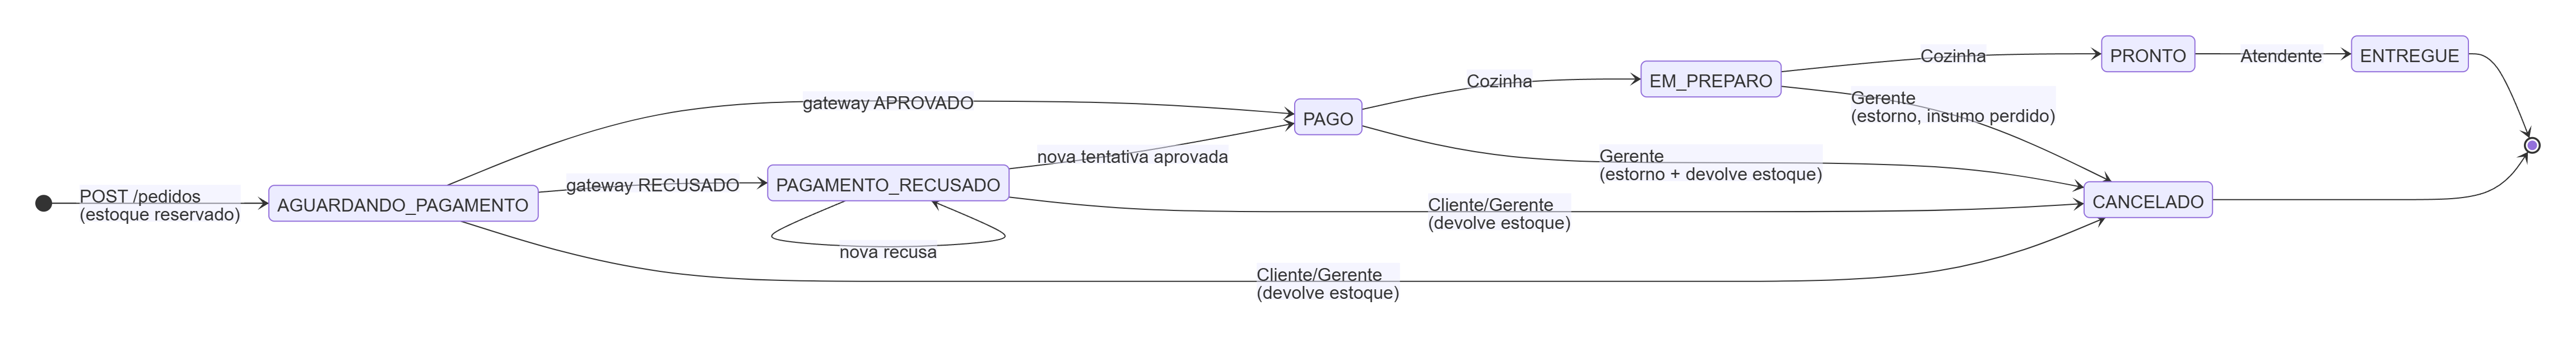 POST /pedidos
(estoque reservado)
AGUARDANDO_PAGAMENTO
gateway APROVADO
gateway RECUSADO
PAGAMENTO_RECUSADO
nova recusa
nova tentativa aprovada
PAGO
Cozinha
EM_PREPARO
Cozinha
PRONTO
Atendente
ENTREGUE
Gerente
(estorno, insumo perdido)
Gerente
(estorno + devolve estoque)
Cliente/Gerente
(devolve estoque)
Cliente/Gerente
(devolve estoque)
CANCELADO